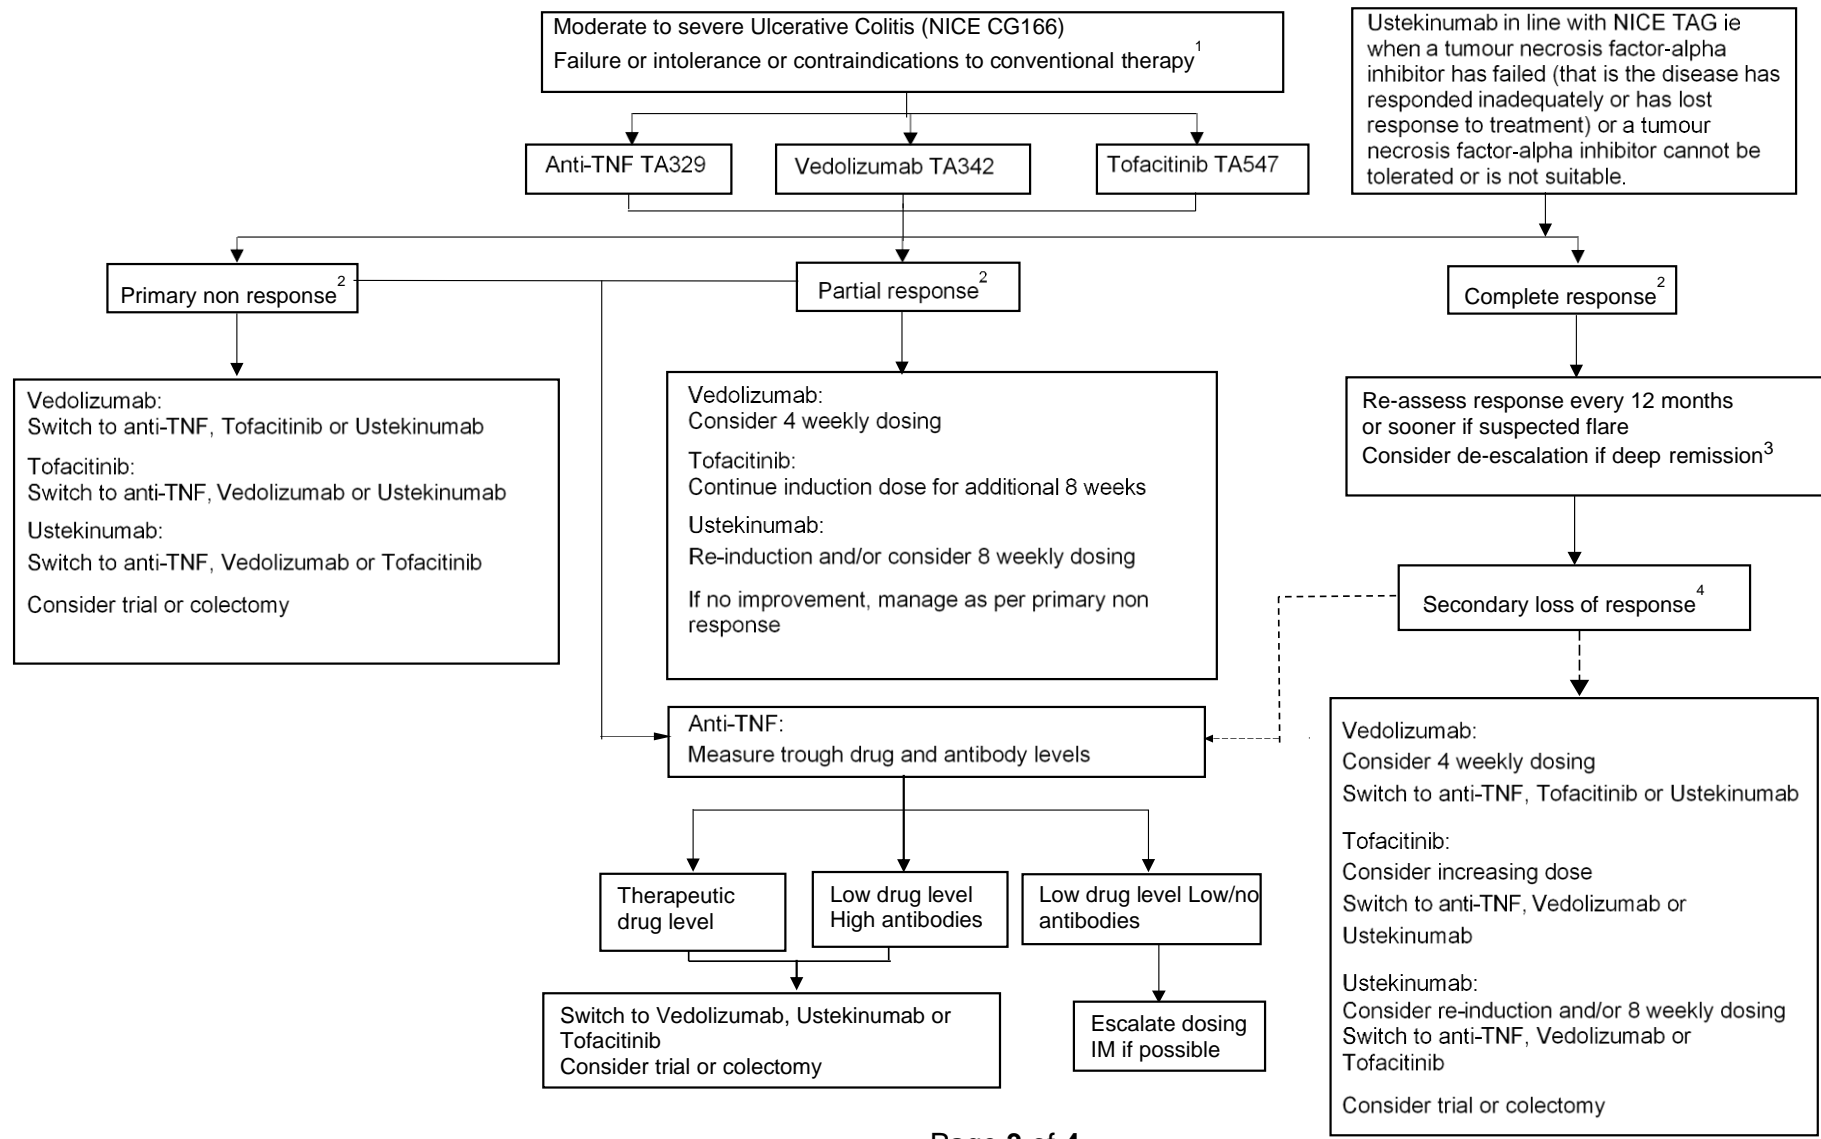 Moderate to severe Ulcerative Colitis (NICE CG166)
Failure or intolerance or contraindications to conventional therapy1
Ustekinumab in line with NICE TAG ie
when a tumour necrosis factor-alpha
inhibitor has failed (that is the disease has
responded inadequately or has lost
response to treatment) or a tumour
necrosis factor-alpha inhibitor cannot be
tolerated or is not suitable.
Anti-TNF TA329
Vedolizumab TA342
Tofacitinib TA547
Primary non response2
Partial response2
Complete response2
Vedolizumab:
Switch to anti-TNF, Tofacitinib or Ustekinumab
Tofacitinib:
Switch to anti-TNF, Vedolizumab or Ustekinumab
Ustekinumab:
Switch to anti-TNF, Vedolizumab or Tofacitinib
Consider trial or colectomy
Vedolizumab:
Consider 4 weekly dosing
Tofacitinib:
Continue induction dose for additional 8 weeks
Ustekinumab:
Re-induction and/or consider 8 weekly dosing
If no improvement, manage as per primary non
response
Re-assess response every 12 months
or sooner if suspected flare
Consider de-escalation if deep remission3
Secondary loss of response4
Anti-TNF:
Measure trough drug and antibody levels
Vedolizumab:
Consider 4 weekly dosing
Switch to anti-TNF, Tofacitinib or Ustekinumab
Tofacitinib:
Consider increasing dose
Switch to anti-TNF, Vedolizumab or
Ustekinumab
Ustekinumab:
Consider re-induction and/or 8 weekly dosing
Switch to anti-TNF, Vedolizumab or
Tofacitinib
Consider trial or colectomy
Therapeutic
drug level
Low drug level
High antibodies
Low drug level Low/no
antibodies
Switch to Vedolizumab, Ustekinumab or
Tofacitinib
Consider trial or colectomy
Escalate dosing
IM if possible
Page of 4